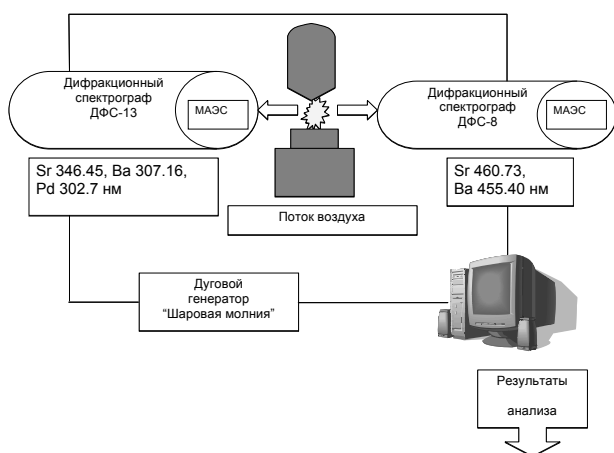 Дифракционный
спектрограф
ДФС-13
МАЭС
Дифракционный
спектрограф
ДФС-8
МАЭС
Sr 346.45, Ba 307.16,
Pd 302.7 нм
Поток воздуха
Sr 460.73,
Ba 455.40 нм
Дуговой
генератор
“Шаровая молния”
Результаты
анализа